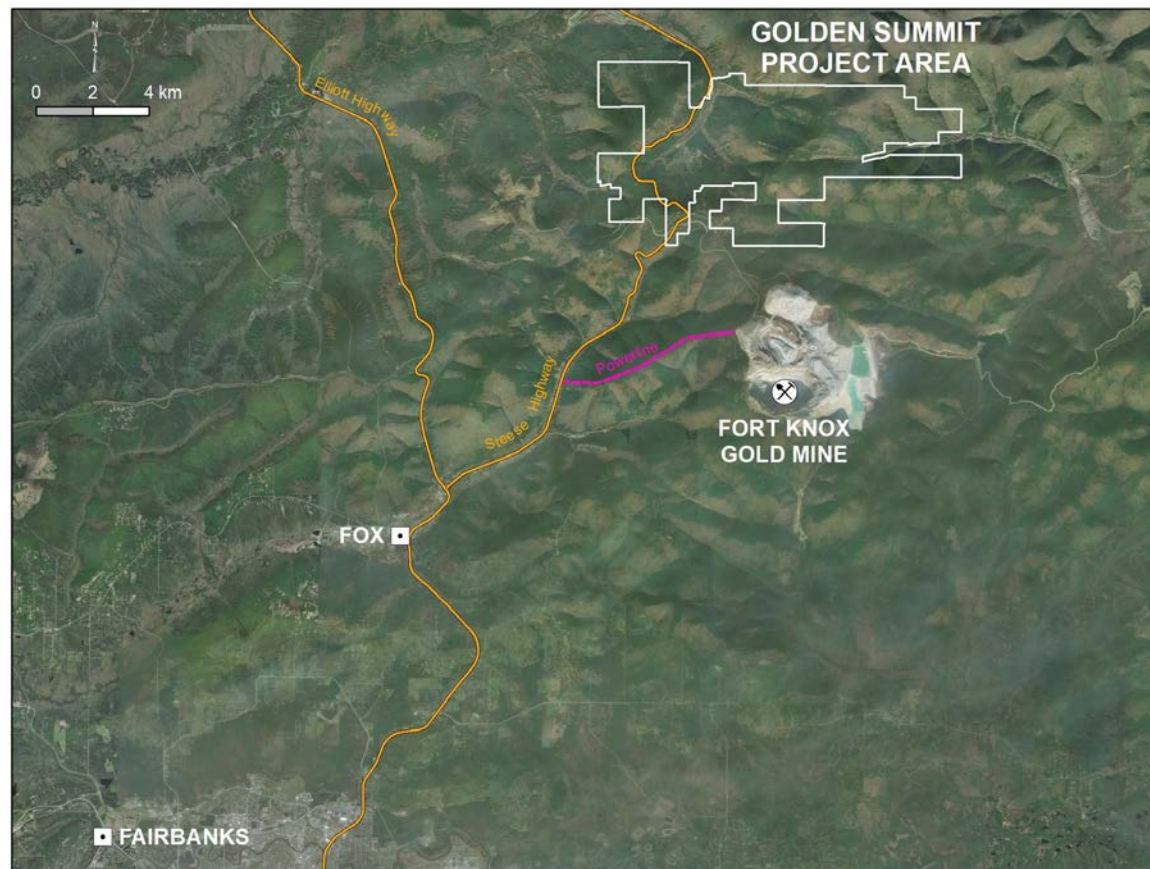 GOLDEN SUMMIT
PROJECT AREA
N
0 2 4 km
Elliott Highway
Powerline
Steese Highway
FORT KNOX
GOLD MINE
FOX
FAIRBANKS